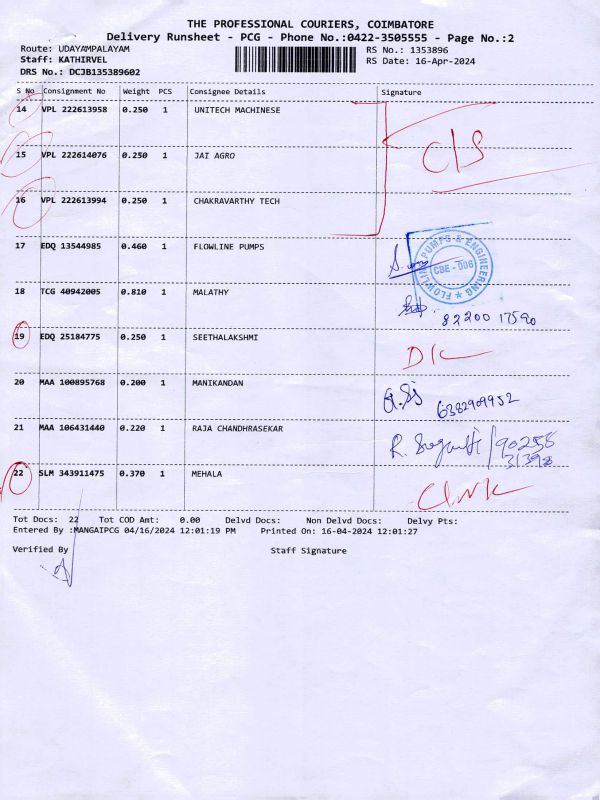 THE PROFESSIONAL COURIERS, COIMBATORE
Delivery Runsheet - PCG - Phone No.:0422-3505555 - Page No.:2
Route: UDAYAMPALAYAM RS No.: 1353896
Staff: KATHIRVEL RS Date: 16-Apr-2024
DRS No.: DCJB135389602
S No Consignment No Weight PCS Consignee Details Signature
14 VPL 222613958 0.250 1 UNITECH MACHINESE
15 VPL 222614076 0.250 1 JAI AGRO
C/S
16 VPL 222613994 0.250 1 CHAKRAVARTHY TECH
17 EDQ 13544985 0.460 1 FLOWLINE PUMPS
FLOWLINE PUMPS & ENGINEERING ★
CBE - 006
18 TCG 40942005 0.810 1 MALATHY
82200 17590
19 EDQ 25184775 0.250 1 SEETHALAKSHMI
D/C
20 MAA 100895768 0.200 1 MANIKANDAN
6382909952
21 MAA 106431440 0.220 1 RAJA CHANDHRASEKAR
90255
22 SLM 343911475 0.370 1 MEHALA
Tot Docs: 22 Tot COD Amt: 0.00 Delvd Docs: Non Delvd Docs: Delvy Pts:
Entered By :MANGAIPCG 04/16/2024 12:01:19 PM Printed On: 16-04-2024 12:01:27
Verified By Staff Signature